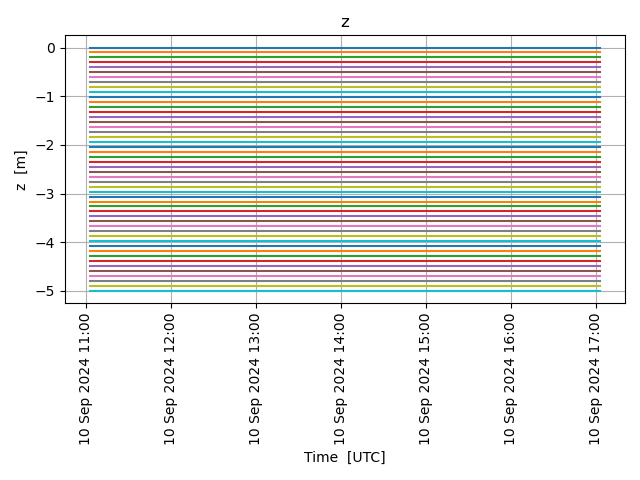 z
z [m]
0
−1
−2
−3
−4
−5
10 Sep 2024 11:00
10 Sep 2024 12:00
10 Sep 2024 13:00
10 Sep 2024 14:00
10 Sep 2024 15:00
10 Sep 2024 16:00
10 Sep 2024 17:00
Time [UTC]